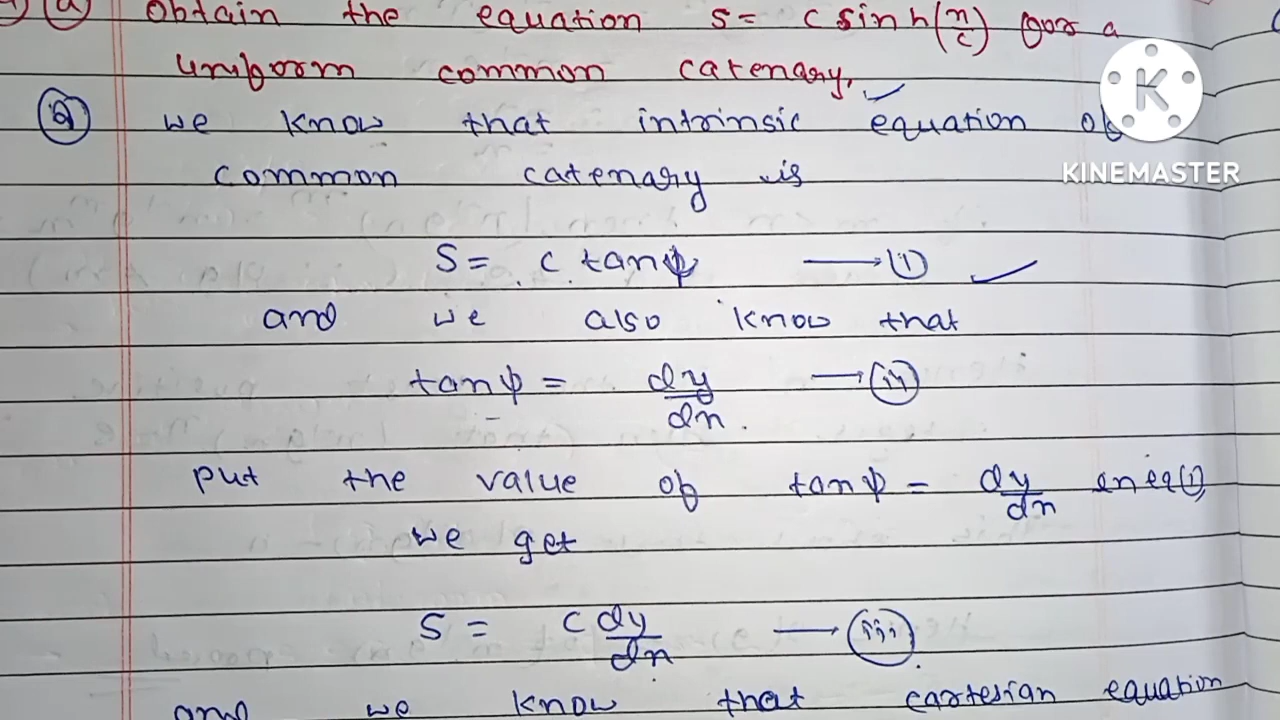 (a) obtain the equation s = c sinh(x/c) for a
uniform common catenary.
we know that intrinsic equation of
K
common catenary is
KINEMASTER
s = c tanψ → (i)
and we also know that
tanψ = dy/dx → (ii)
put the value of tanψ = dy/dx in eq(i),
we get
s = c dy/dx → (iii)
and we know that cartesian equation